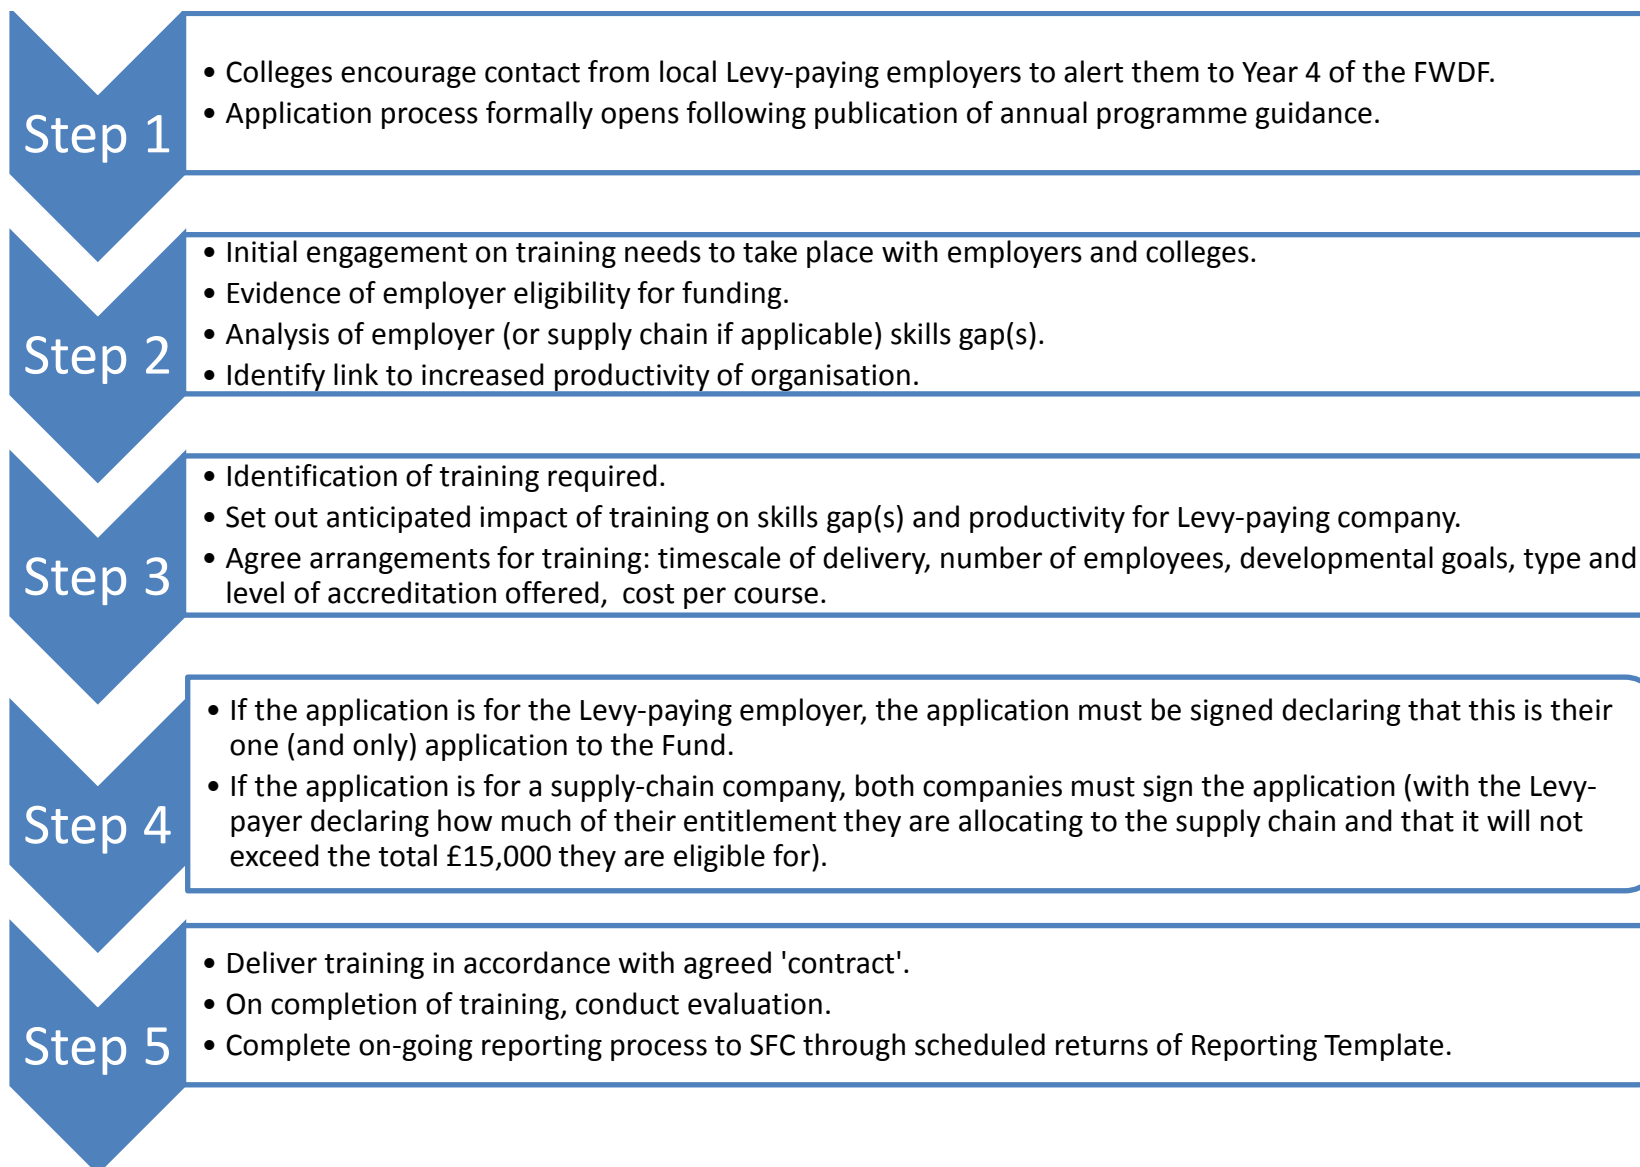 Step 1
• Colleges encourage contact from local Levy-paying employers to alert them to Year 4 of the FWDF.
• Application process formally opens following publication of annual programme guidance.
Step 2
• Initial engagement on training needs to take place with employers and colleges.
• Evidence of employer eligibility for funding.
• Analysis of employer (or supply chain if applicable) skills gap(s).
• Identify link to increased productivity of organisation.
Step 3
• Identification of training required.
• Set out anticipated impact of training on skills gap(s) and productivity for Levy-paying company.
• Agree arrangements for training: timescale of delivery, number of employees, developmental goals, type and
level of accreditation offered,  cost per course.
Step 4
• If the application is for the Levy-paying employer, the application must be signed declaring that this is their
one (and only) application to the Fund.
• If the application is for a supply-chain company, both companies must sign the application (with the Levy-
payer declaring how much of their entitlement they are allocating to the supply chain and that it will not
exceed the total £15,000 they are eligible for).
Step 5
• Deliver training in accordance with agreed 'contract'.
• On completion of training, conduct evaluation.
• Complete on-going reporting process to SFC through scheduled returns of Reporting Template.